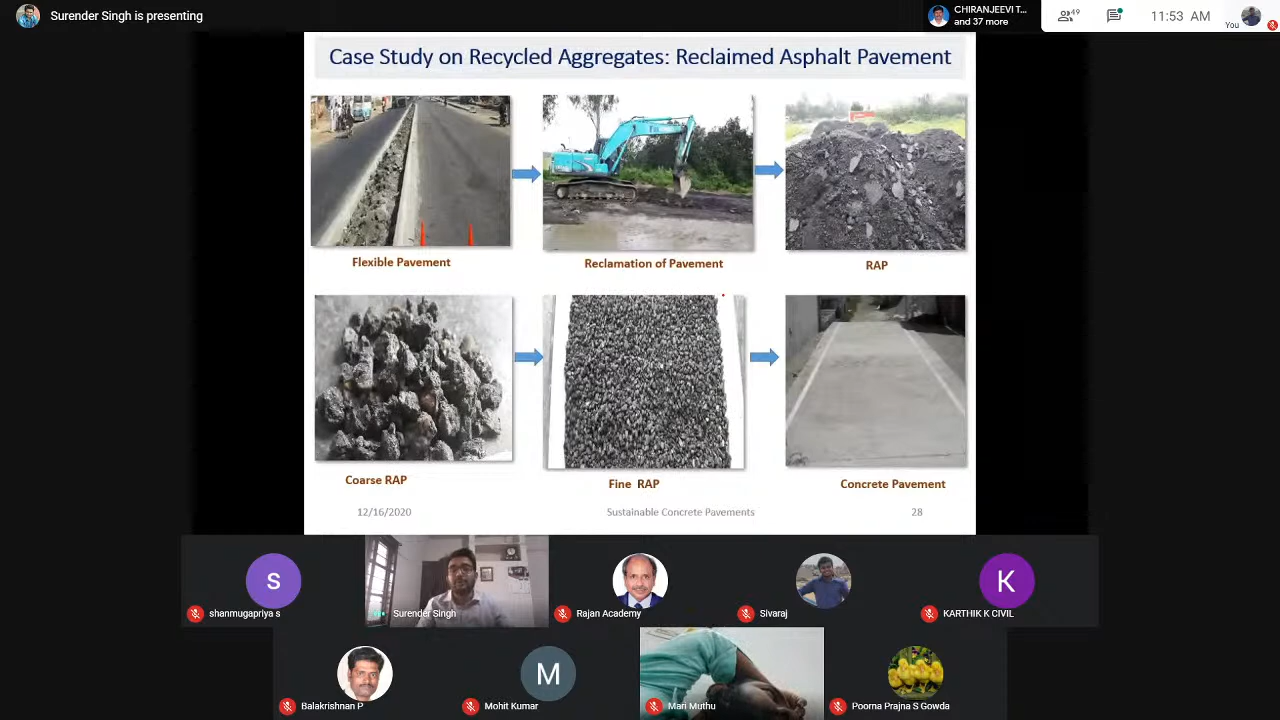 Surender Singh is presenting
CHIRANJEEVI T...
and 37 more
49
11:53 AM
You
Case Study on Recycled Aggregates: Reclaimed Asphalt Pavement
Flexible Pavement
Reclamation of Pavement
RAP
Coarse RAP
Fine RAP
Concrete Pavement
12/16/2020
Sustainable Concrete Pavements
28
s
K
shanmugapriya s
Surender Singh
Rajan Academy
Sivaraj
KARTHIK K CIVIL
M
Balakrishnan P
Mohit Kumar
Mari Muthu
Poorna Prajna S Gowda